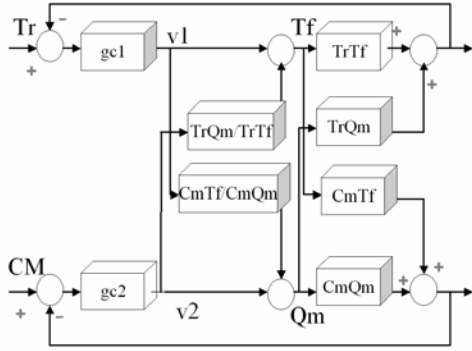 −
Tr
gc1
v1
Tf
TrTf
+
+
+
TrQm/TrTf
TrQm
CmTf/CmQm
CmTf
CM
gc2
v2
Qm
CmQm
+
+
+
−